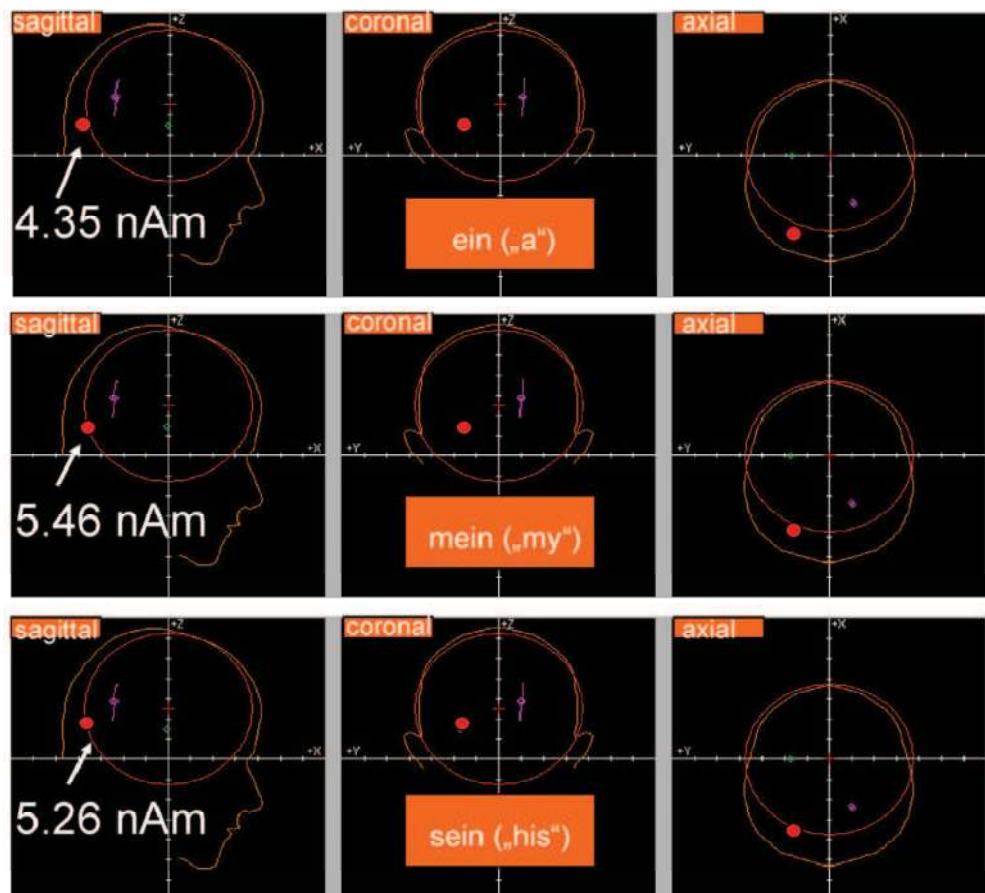 sagittal
coronal
axial
+Z
+Z
+X
+X
+Y
+Y
4.35 nAm
ein („a“)
sagittal
coronal
axial
+Z
+Z
+X
+X
+Y
+Y
5.46 nAm
mein („my“)
sagittal
coronal
axial
+Z
+Z
+X
+X
+Y
+Y
5.26 nAm
sein („his“)